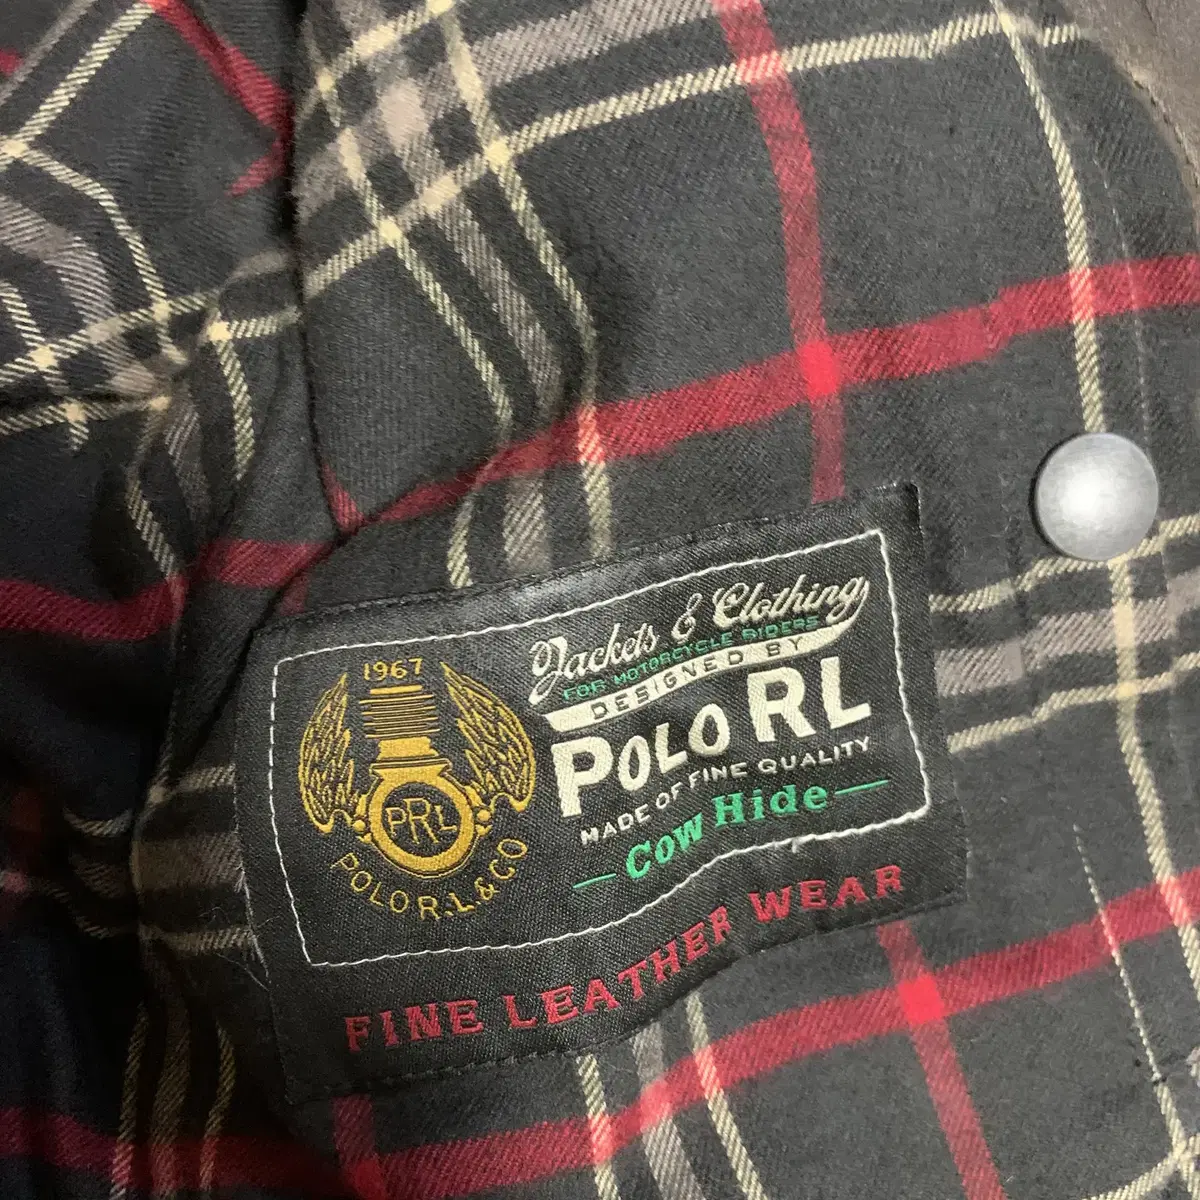 1967
PRL
POLO R.L & CO
Jackets & Clothing
FOR MOTORCYCLE RIDERS
DESIGNED BY
POLO RL
MADE OF FINE QUALITY
COW Hide
FINE LEATHER WEAR